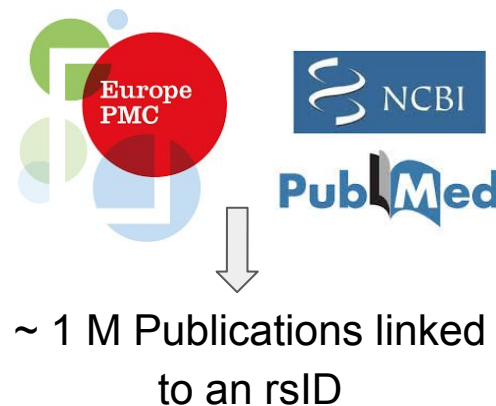 Europe
PMC
NCBI
PubMed
~ 1 M Publications linked
to an rsID